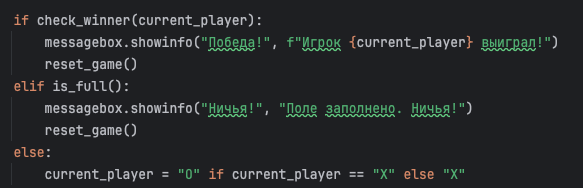 if check_winner(current_player):
    messagebox.showinfo("Победа!", f"Игрок {current_player} выиграл!")
    reset_game()
elif is_full():
    messagebox.showinfo("Ничья!", "Поле заполнено. Ничья!")
    reset_game()
else:
    current_player = "O" if current_player == "X" else "X"